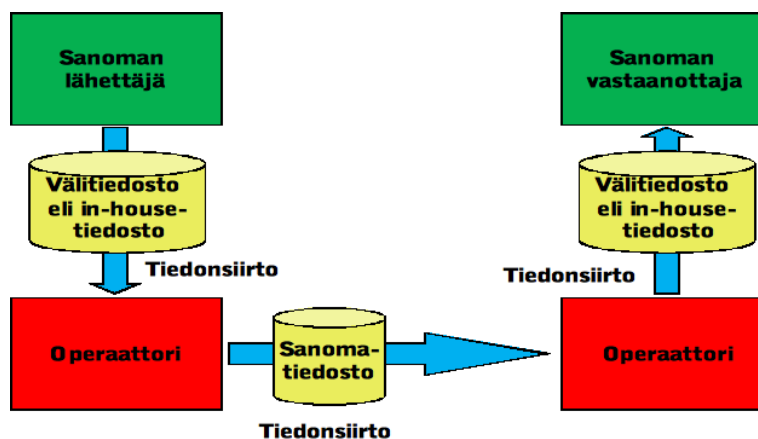 Sanoman
lähettäjä
Välitiedosto
eli in-house-
tiedosto
Tiedonsiirto
Operaattori
Sanoma-
tiedosto
Tiedonsiirto
Operaattori
Tiedonsiirto
Välitiedosto
eli in-house-
tiedosto
Sanoman
vastaanottaja